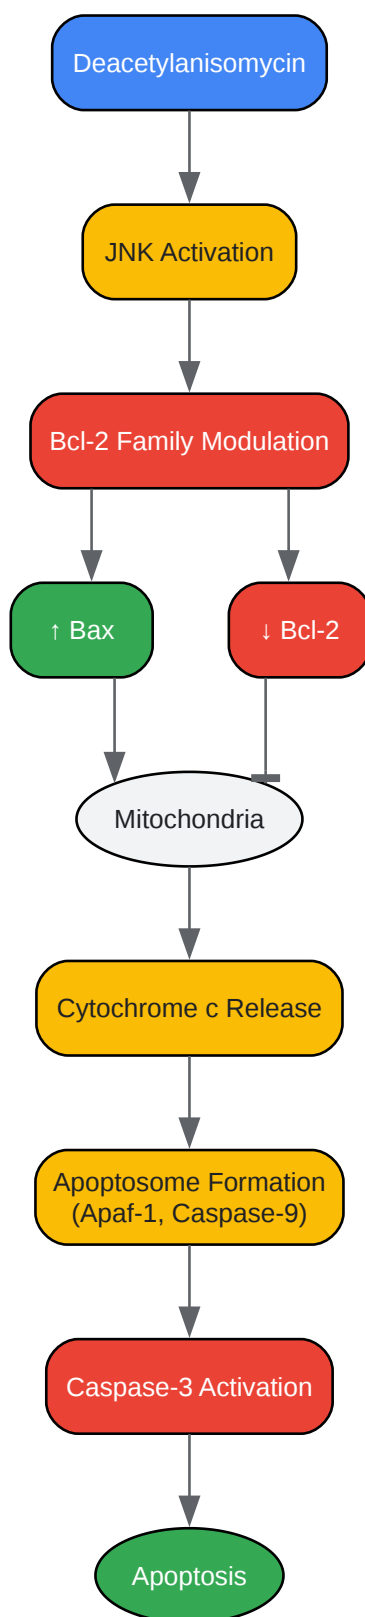 Deacetylanisomycin
JNK Activation
Bcl-2 Family Modulation
↑ Bax
↓ Bcl-2
Mitochondria
Cytochrome c Release
Apoptosome Formation
(Apaf-1, Caspase-9)
Caspase-3 Activation
Apoptosis